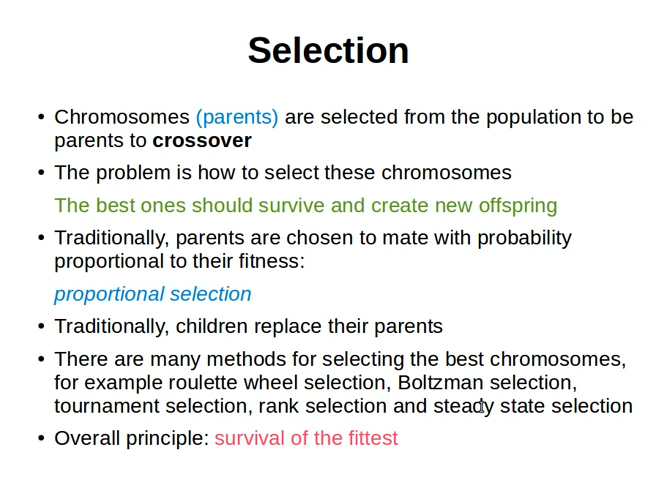 Selection
• Chromosomes (parents) are selected from the population to be
parents to crossover
• The problem is how to select these chromosomes
The best ones should survive and create new offspring
• Traditionally, parents are chosen to mate with probability
proportional to their fitness:
proportional selection
• Traditionally, children replace their parents
• There are many methods for selecting the best chromosomes,
for example roulette wheel selection, Boltzman selection,
tournament selection, rank selection and steady state selection
• Overall principle: survival of the fittest